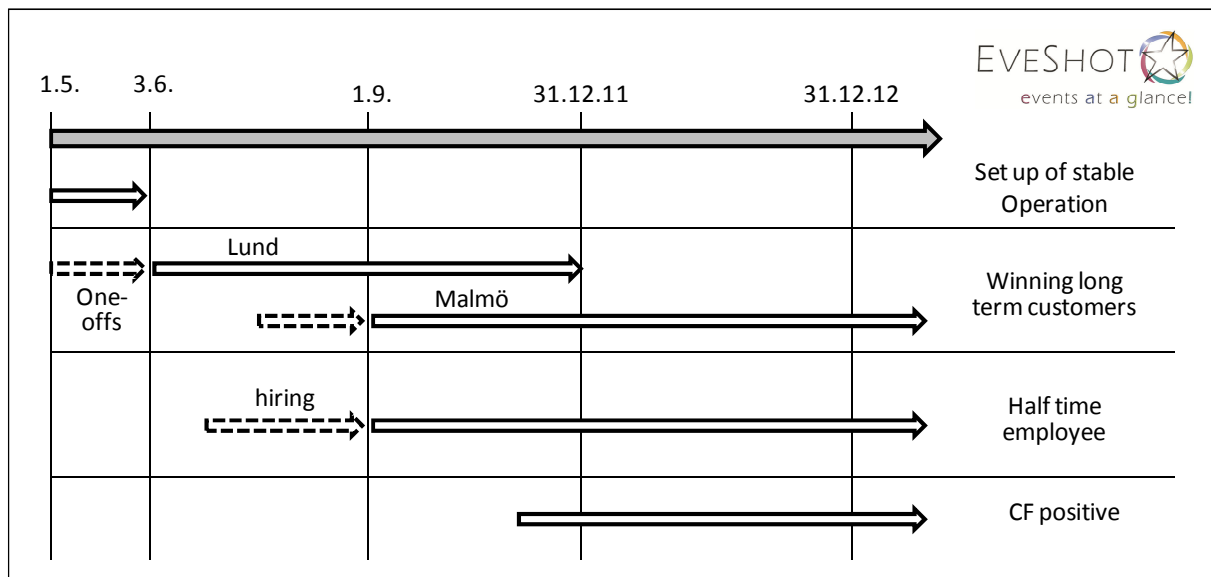 EVESHOT
events at a glance!
1.5.
3.6.
1.9.
31.12.11
31.12.12
Set up of stable
Operation
Lund
One-
offs
Malmö
Winning long
term customers
hiring
Half time
employee
CF positive